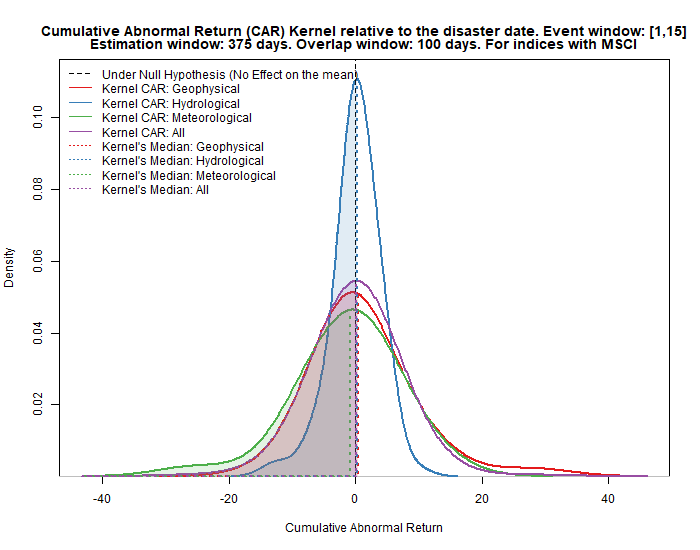 Cumulative Abnormal Return (CAR) Kernel relative to the disaster date. Event window: [1,15]
Estimation window: 375 days. Overlap window: 100 days. For indices with MSCI
Under Null Hypothesis (No Effect on the mean)
Kernel CAR: Geophysical
Kernel CAR: Hydrological
Kernel CAR: Meteorological
Kernel CAR: All
Kernel's Median: Geophysical
Kernel's Median: Hydrological
Kernel's Median: Meteorological
Kernel's Median: All
Density
0.10
0.08
0.06
0.04
0.02
-40 -20 0 20 40
Cumulative Abnormal Return